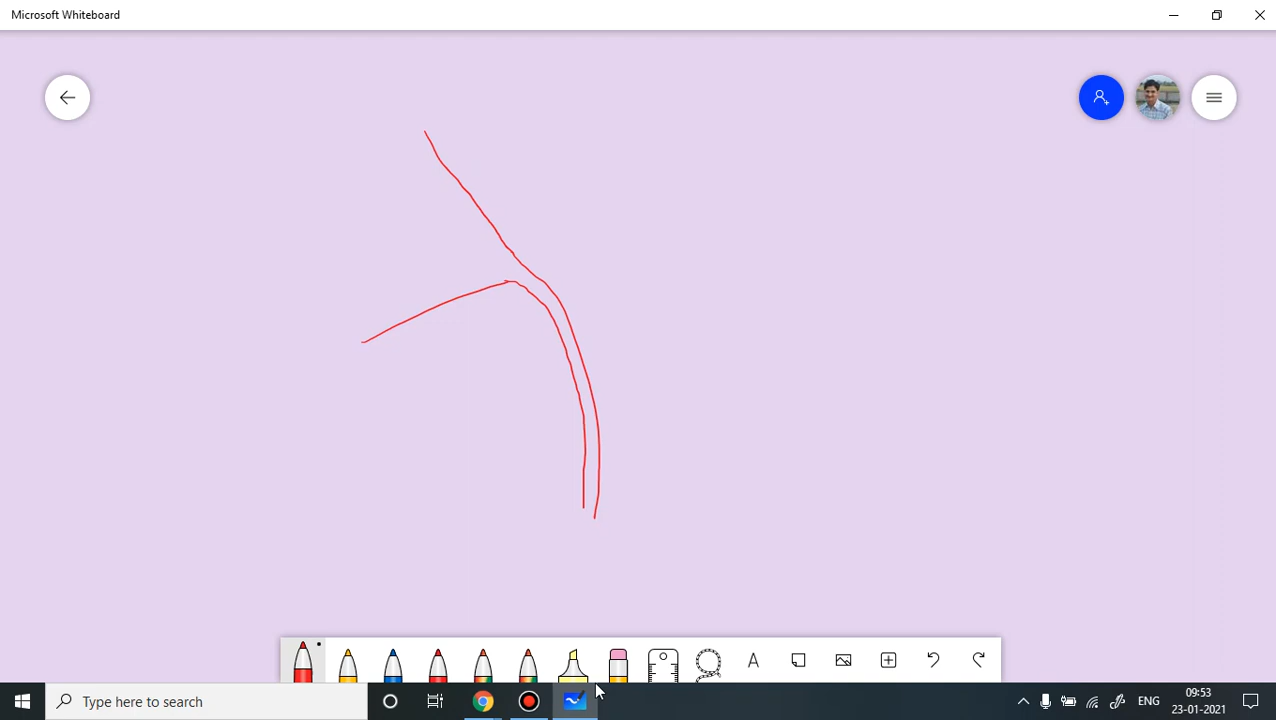 Microsoft Whiteboard
A
Type here to search
ENG
09:53
23-01-2021